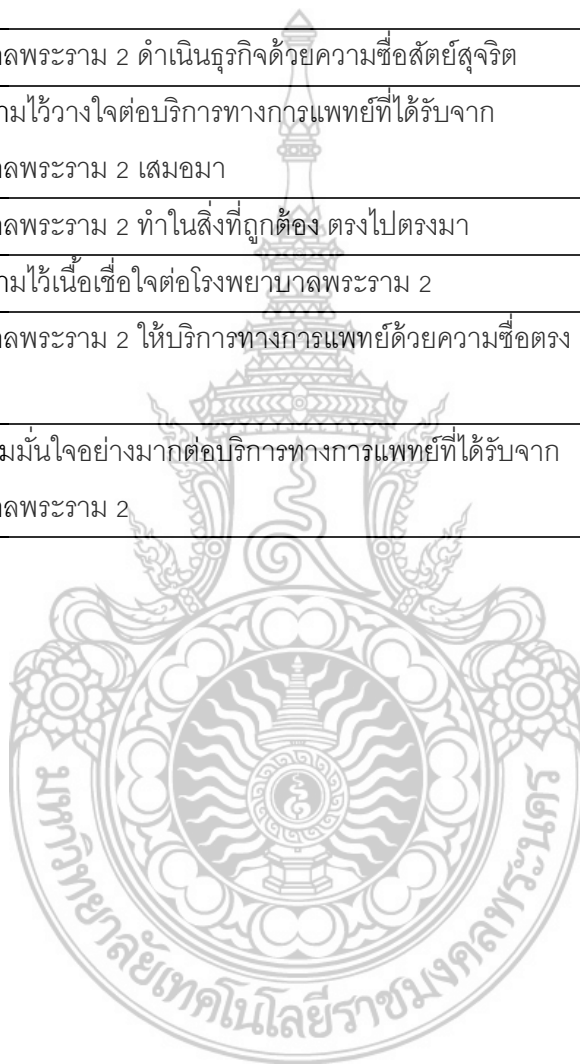 าลพระราม 2 ดำเนินธุรกิจด้วยความซื่อสัตย์สุจริต
ามไว้วางใจต่อบริการทางการแพทย์ที่ได้รับจาก
าลพระราม 2 เสมอมา
าลพระราม 2 ทำในสิ่งที่ถูกต้อง ตรงไปตรงมา
ามไว้เนื้อเชื่อใจต่อโรงพยาบาลพระราม 2
าลพระราม 2 ให้บริการทางการแพทย์ด้วยความซื่อตรง
มมั่นใจอย่างมากต่อบริการทางการแพทย์ที่ได้รับจาก
าลพระราม 2
มหาวิทยาลัยเทคโนโลยีราชมงคลพระนคร